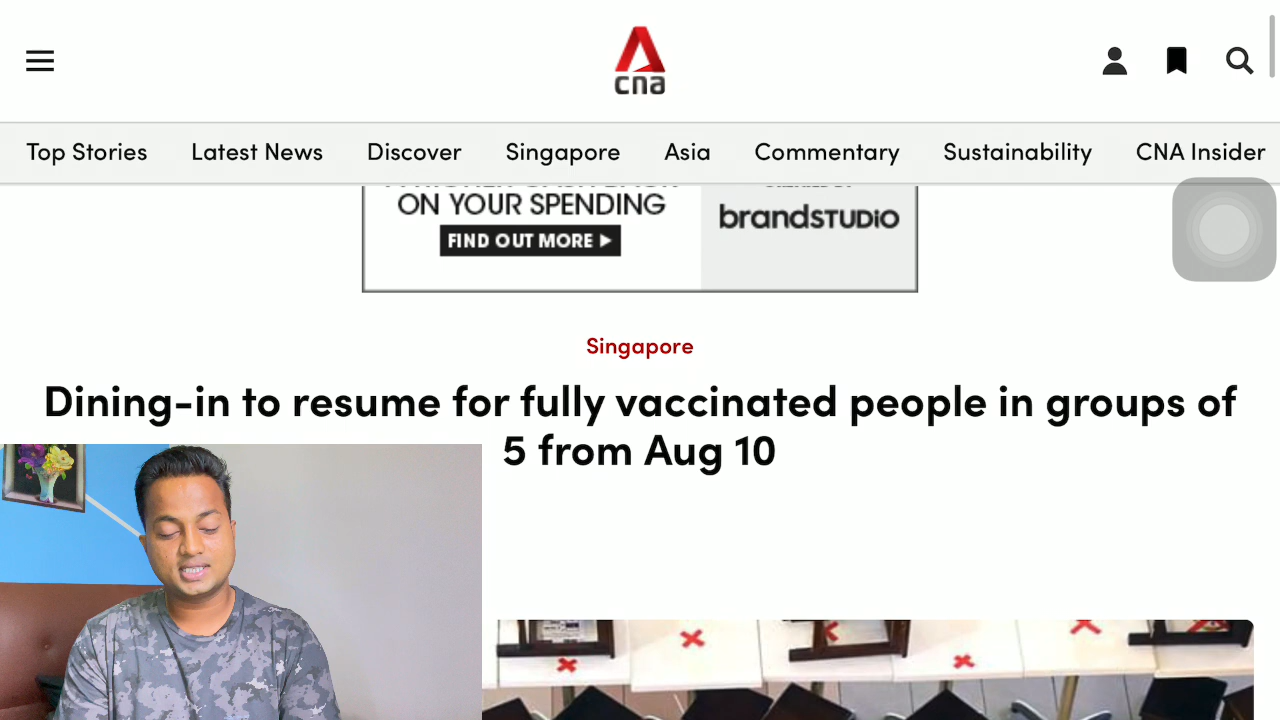 cna
Top Stories Latest News Discover Singapore Asia Commentary Sustainability CNA Insider
ON YOUR SPENDING
FIND OUT MORE
brandSTUDIO
Singapore
Dining-in to resume for fully vaccinated people in groups of
5 from Aug 10